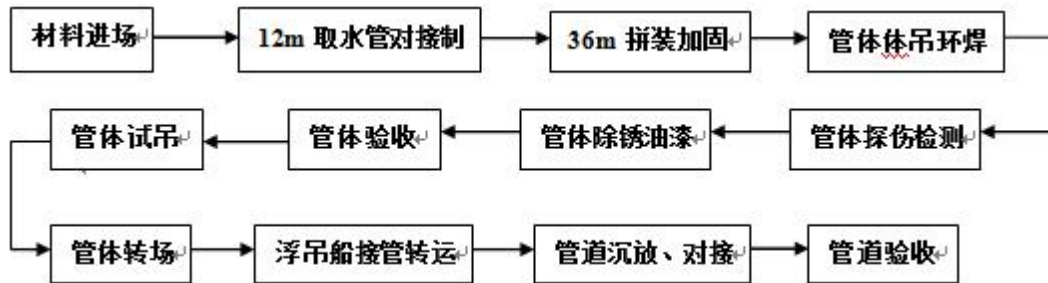 材料进场
12m 取水管对接制
36m 拼装加固
管体体吊环焊
管体试吊
管体验收
管体除锈油漆
管体探伤检测
管体转场
浮吊船接管转运
管道沉放、对接
管道验收